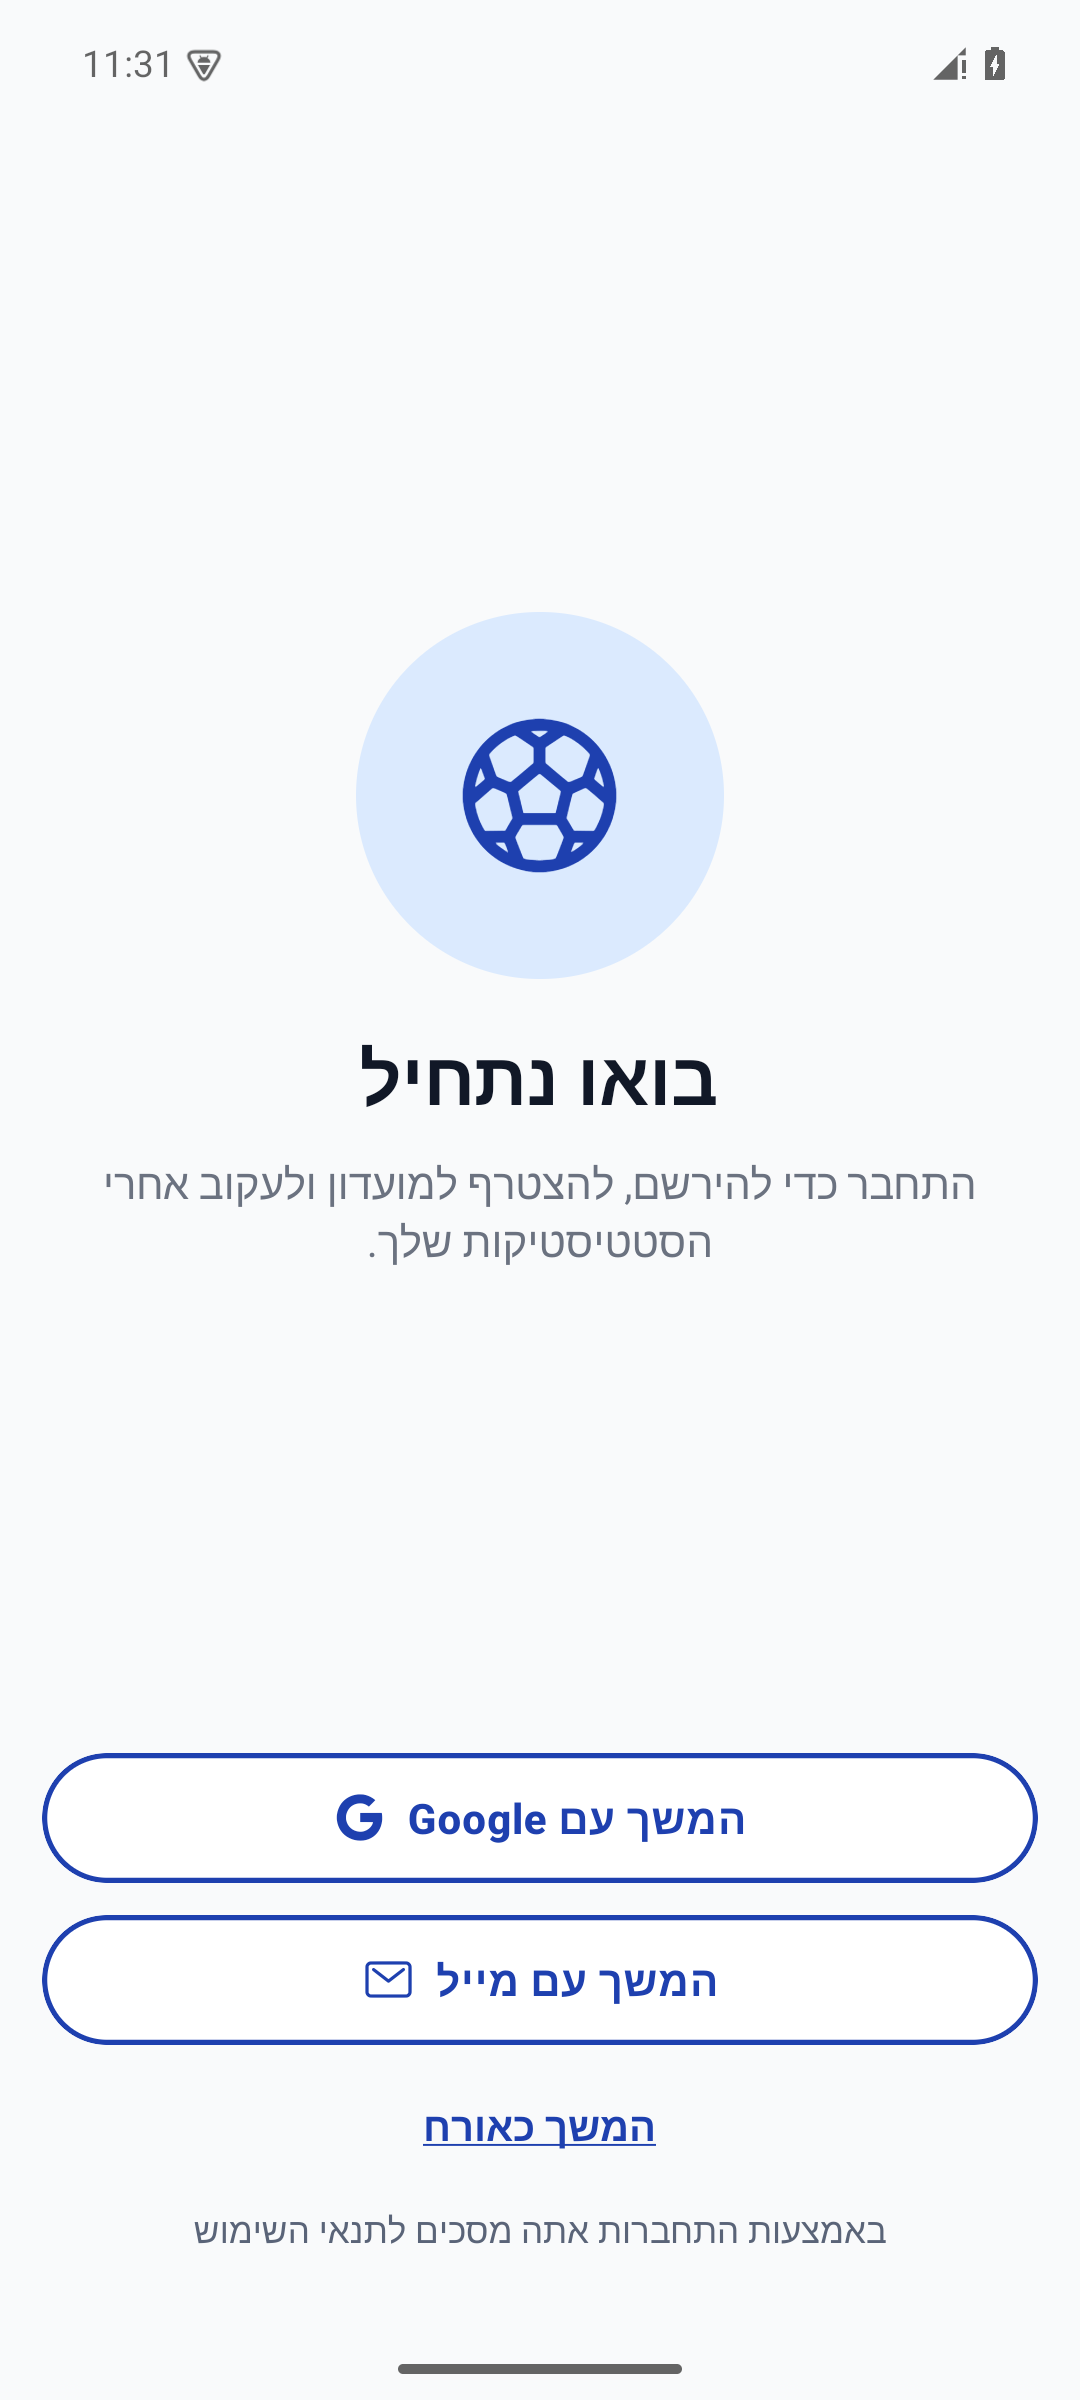 11:31
בואו נתחיל
התחבר כדי להירשם, להצטרף למועדון ולעקוב אחרי
הסטטיסטיקות שלך.
המשך עם Google
המשך עם מייל
המשך כאורח
באמצעות התחברות אתה מסכים לתנאי השימוש